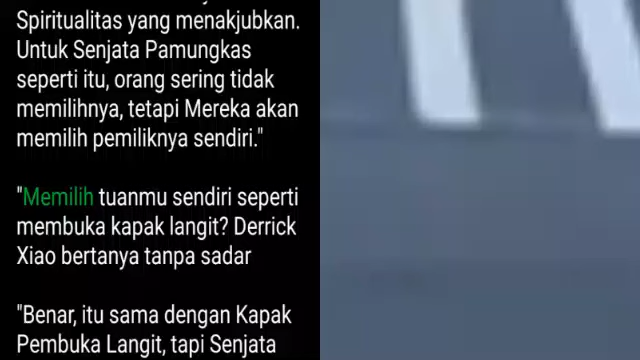 Spiritualitas yang menakjubkan.
Untuk Senjata Pamungkas
seperti itu, orang sering tidak
memilihnya, tetapi Mereka akan
memilih pemiliknya sendiri."
"Memilih tuanmu sendiri seperti
membuka kapak langit? Derrick
Xiao bertanya tanpa sadar
"Benar, itu sama dengan Kapak
Pembuka Langit, tapi Senjata